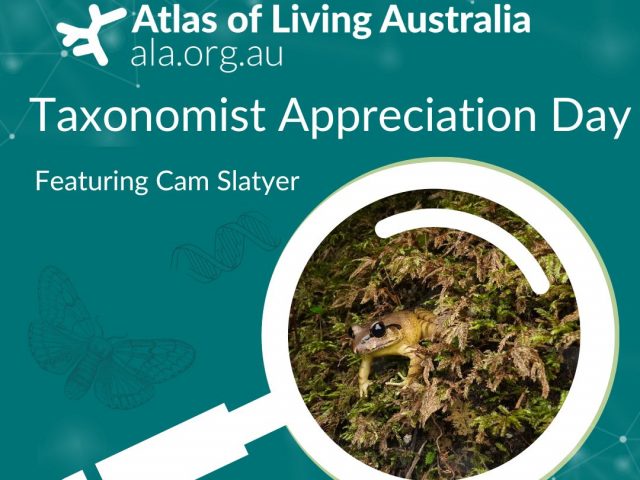 Atlas of Living Australia
ala.org.au
Taxonomist Appreciation Day
Featuring Cam Slatyer